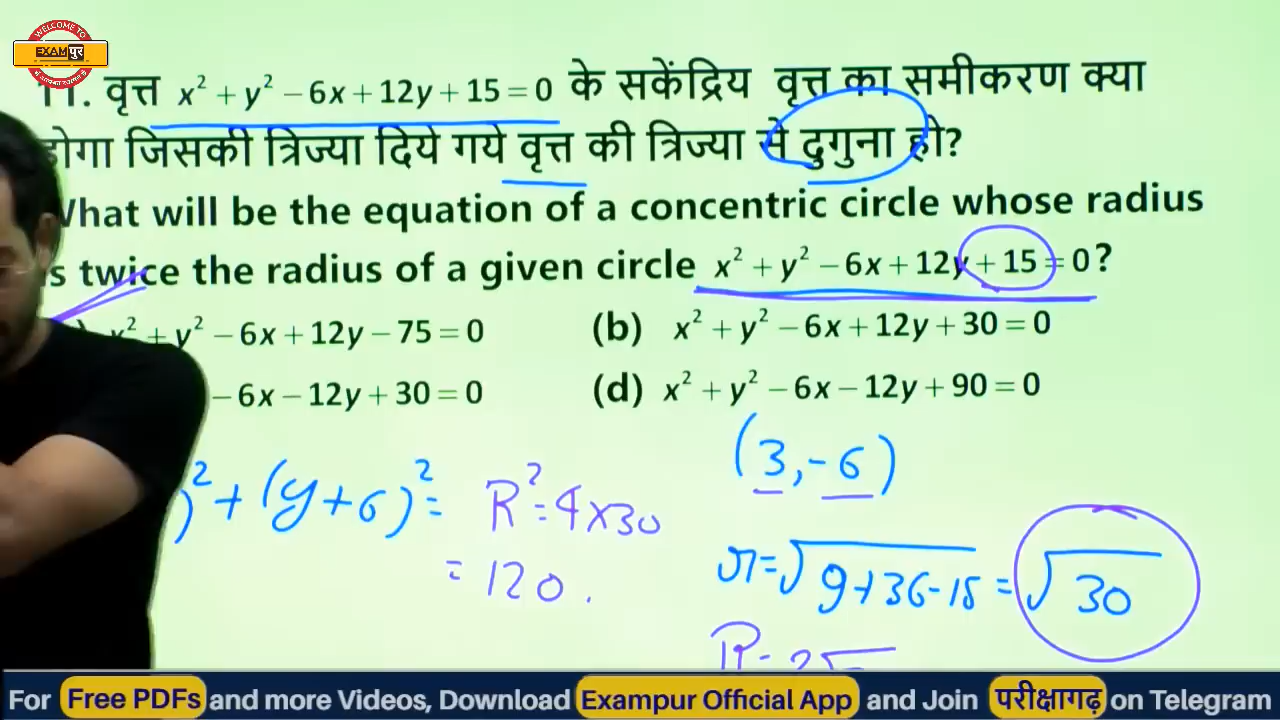 WELCOME TO
EXAMपुर
11. वृत्त x² + y² − 6x + 12y + 15 = 0 के सकेंद्रिय वृत्त का समीकरण क्या
होगा जिसकी त्रिज्या दिये गये वृत्त की त्रिज्या से दुगुना हो?
What will be the equation of a concentric circle whose radius
s twice the radius of a given circle x² + y² − 6x + 12y + 15 = 0?
x² + y² − 6x + 12y − 75 = 0 (b) x² + y² − 6x + 12y + 30 = 0
− 6x − 12y + 30 = 0 (d) x² + y² − 6x − 12y + 90 = 0
(3, -6)
)² + (y+6)² = R² = 4×30
= 120.
r = √9+36-15 = √30
R = 2√
For Free PDFs and more Videos, Download Exampur Official App and Join परीक्षागढ़ on Telegram